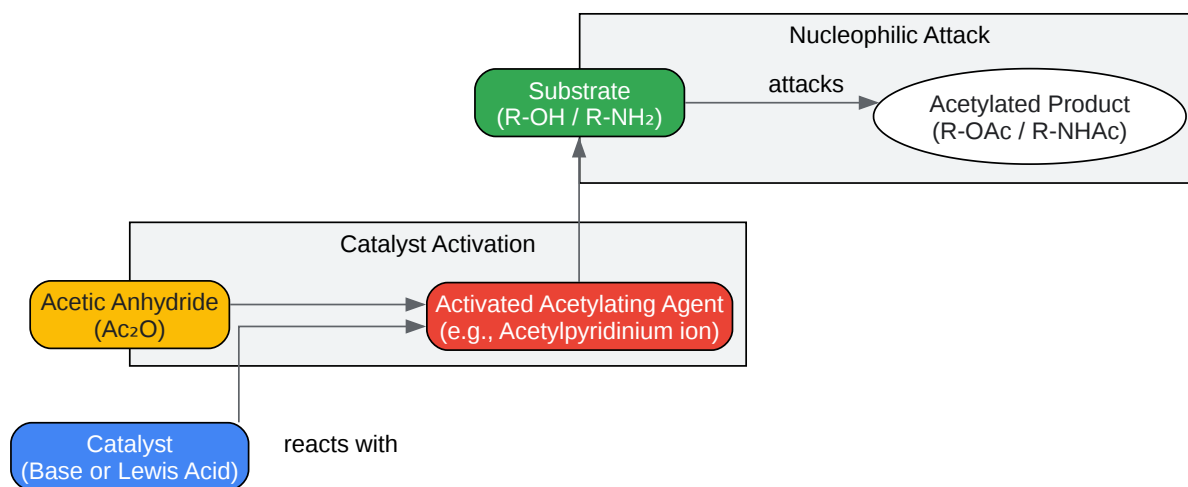 Nucleophilic Attack
Substrate
(R-OH / R-NH₂)
attacks
Acetylated Product
(R-OAc / R-NHAc)
Catalyst Activation
Acetic Anhydride
(Ac₂O)
Activated Acetylating Agent
(e.g., Acetylpyridinium ion)
Catalyst
(Base or Lewis Acid)
reacts with